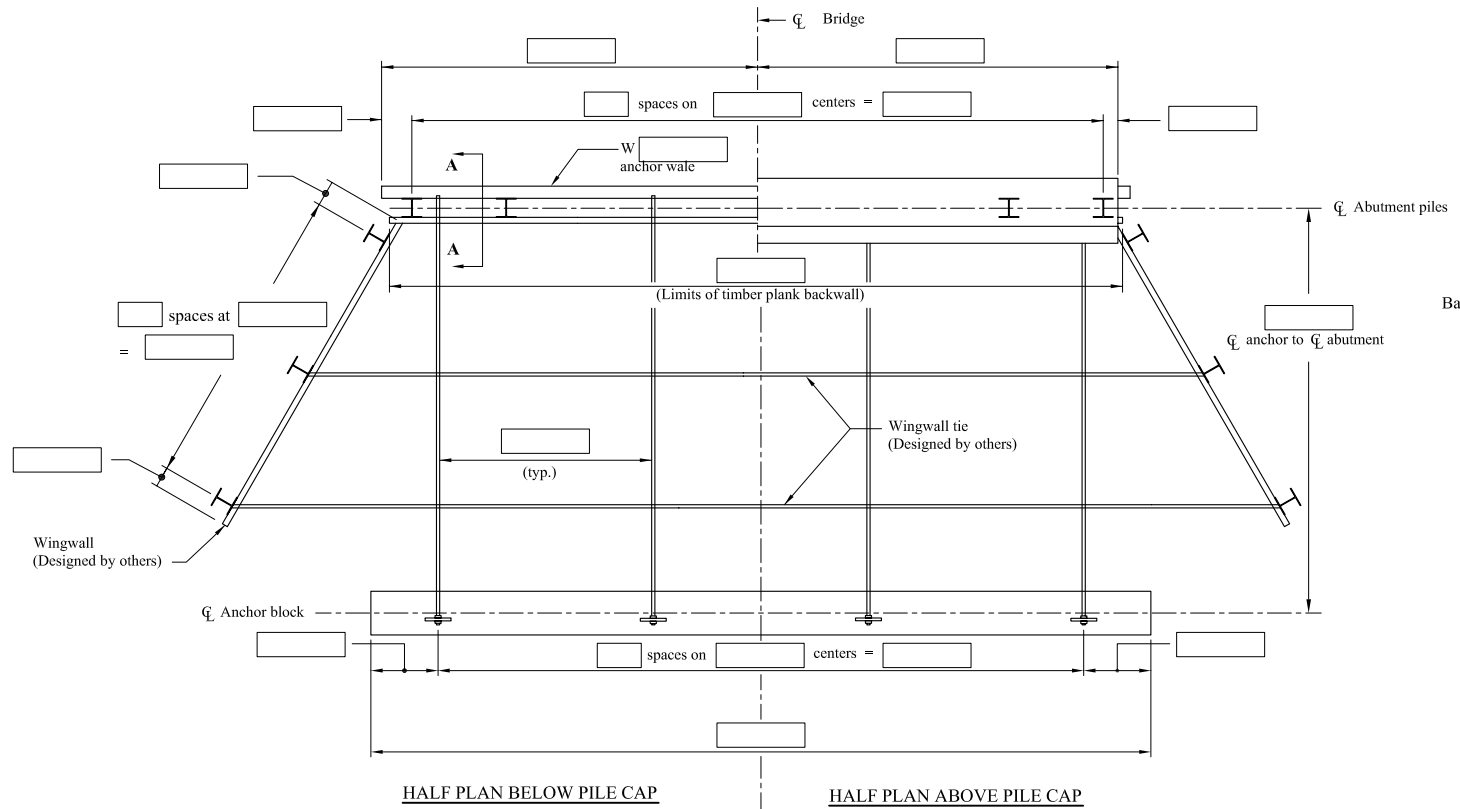 ℄ Bridge
spaces on centers =
W
anchor wale
A
A
℄ Abutment piles
(Limits of timber plank backwall)
spaces at
=
Ba
℄ anchor to ℄ abutment
Wingwall tie
(Designed by others)
(typ.)
Wingwall
(Designed by others)
℄ Anchor block
spaces on centers =
HALF PLAN BELOW PILE CAP
HALF PLAN ABOVE PILE CAP